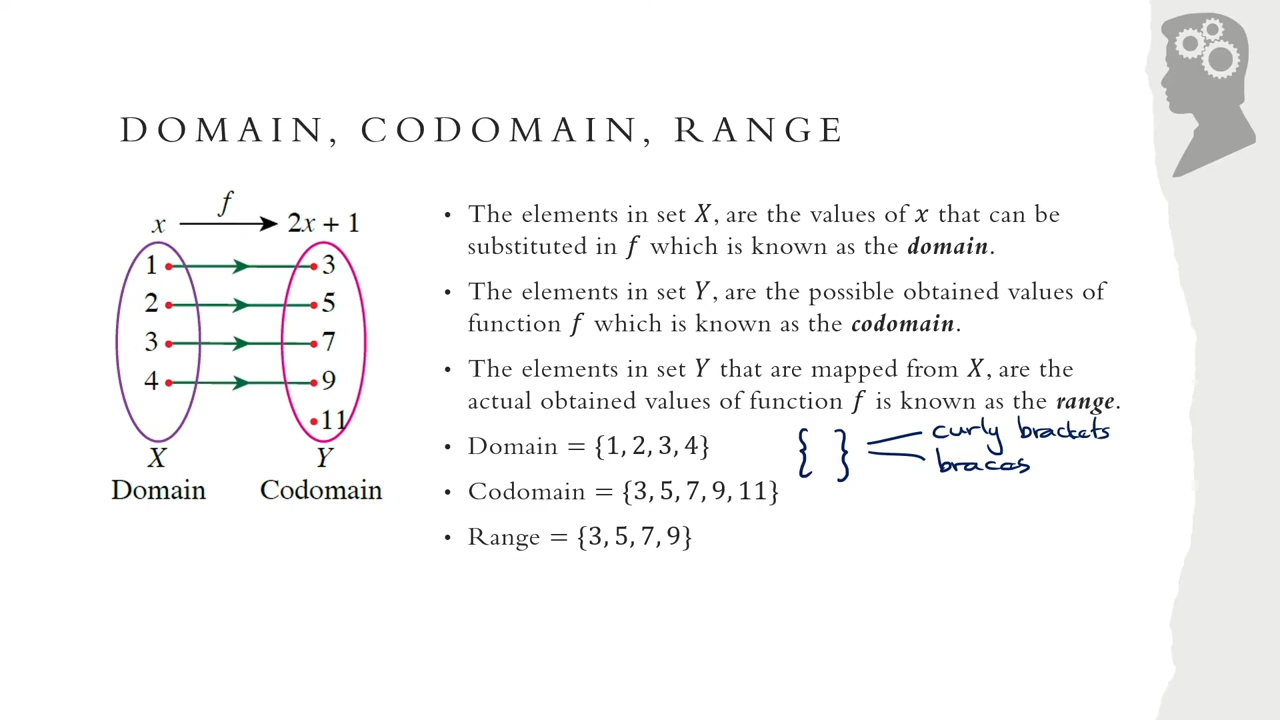 DOMAIN, CODOMAIN, RANGE
f
x 2x + 1
1 3
2 5
3 7
4 9
11
X Y
Domain Codomain
• The elements in set X, are the values of x that can be
substituted in f which is known as the domain.
• The elements in set Y, are the possible obtained values of
function f which is known as the codomain.
• The elements in set Y that are mapped from X, are the
actual obtained values of function f is known as the range.
• Domain = {1, 2, 3, 4}
{ } curly brackets
braces
• Codomain = {3, 5, 7, 9, 11}
• Range = {3, 5, 7, 9}